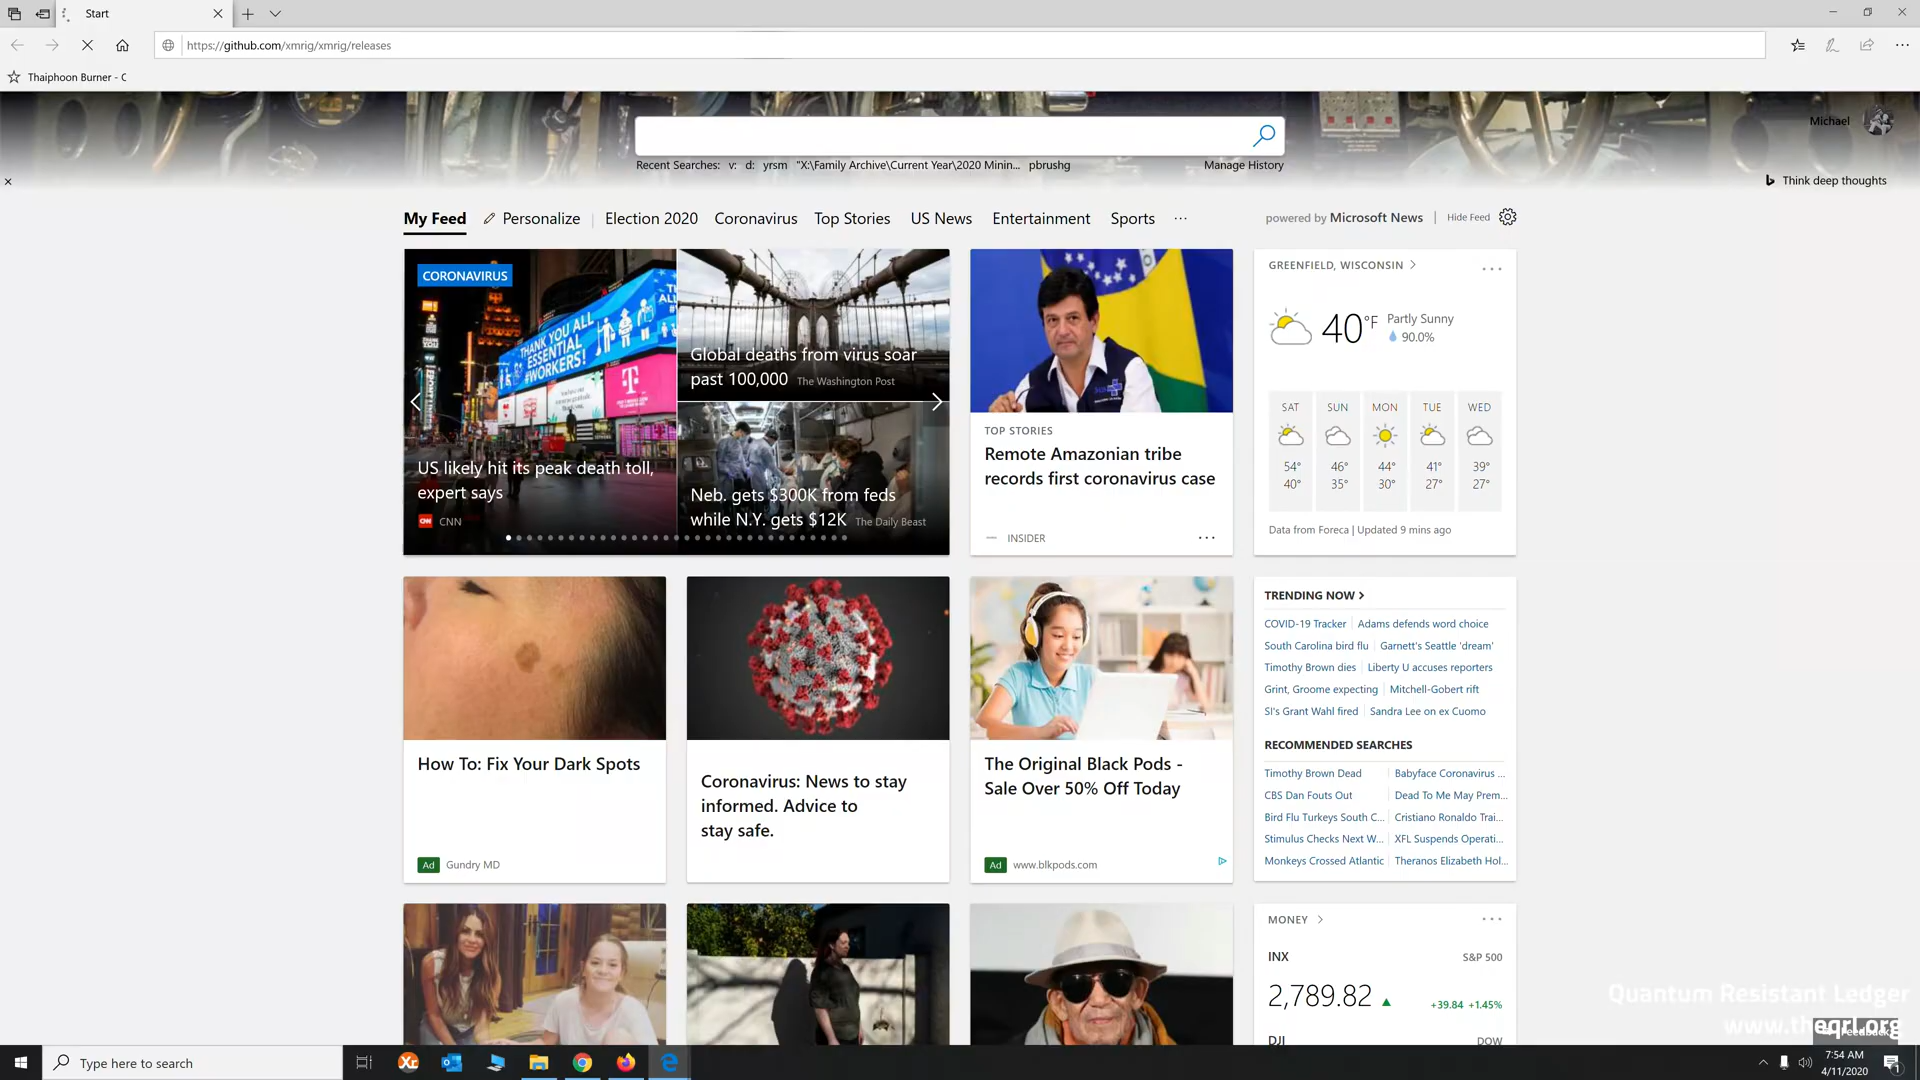 Start
https://github.com/xmrig/xmrig/releases
Thaiphoon Burner - C
Michael
Recent Searches: v: d: yrsm "X:\Family Archive\Current Year\2020 Minin... pbrushg
Manage History
Think deep thoughts
My Feed
Personalize
Election 2020
Coronavirus
Top Stories
US News
Entertainment
Sports
powered by Microsoft News
Hide Feed
CORONAVIRUS
THANK YOU ALL
ESSENTIAL
#WORKERS!
US likely hit its peak death toll,
expert says
CNN
Global deaths from virus soar
past 100,000 The Washington Post
Neb. gets $300K from feds
while N.Y. gets $12K The Daily Beast
TOP STORIES
Remote Amazonian tribe
records first coronavirus case
INSIDER
GREENFIELD, WISCONSIN
40°F
Partly Sunny
90.0%
SAT SUN MON TUE WED
54° 46° 44° 41° 39°
40° 35° 30° 27° 27°
Data from Foreca | Updated 9 mins ago
How To: Fix Your Dark Spots
Ad Gundry MD
Coronavirus: News to stay
informed. Advice to
stay safe.
The Original Black Pods -
Sale Over 50% Off Today
Ad www.blkpods.com
TRENDING NOW
COVID-19 Tracker Adams defends word choice
South Carolina bird flu Garnett's Seattle 'dream'
Timothy Brown dies Liberty U accuses reporters
Grint, Groome expecting Mitchell-Gobert rift
SI's Grant Wahl fired Sandra Lee on ex Cuomo
RECOMMENDED SEARCHES
Timothy Brown Dead Babyface Coronavirus ...
CBS Dan Fouts Out Dead To Me May Prem...
Bird Flu Turkeys South C... Cristiano Ronaldo Trai...
Stimulus Checks Next W... XFL Suspends Operati...
Monkeys Crossed Atlantic Theranos Elizabeth Hol...
MONEY
INX S&P 500
2,789.82 +39.84 +1.45%
DJI DOW
Quantum Resistant Ledger
www.theqrl.org
Type here to search
7:54 AM
4/11/2020